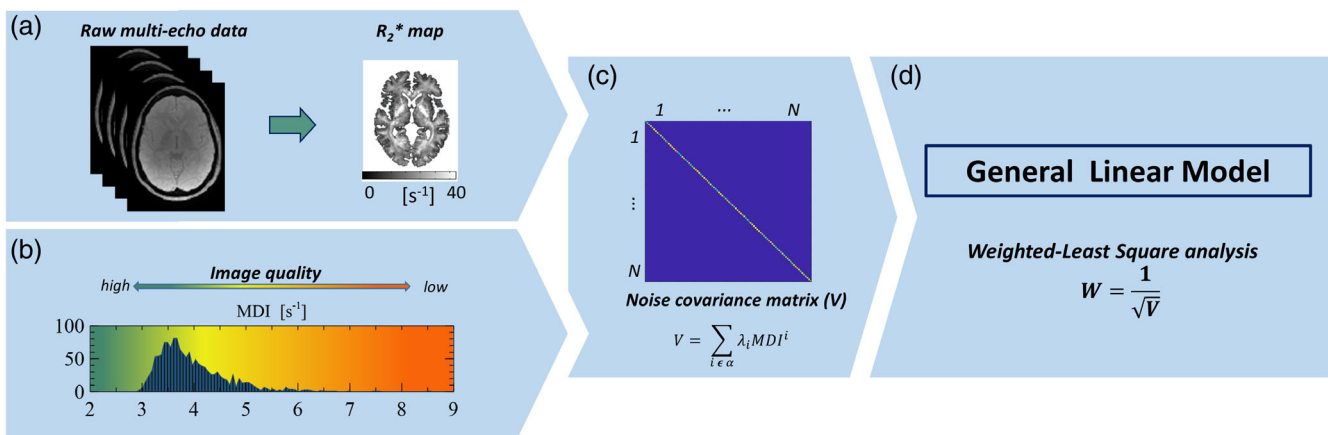 (a)
Raw multi-echo data
R₂* map
0 [s⁻¹] 40
(b)
Image quality
high
low
MDI [s⁻¹]
100
50
0
2 3 4 5 6 7 8 9
(c)
1 ... N
1
⋮
N
Noise covariance matrix (V)
V = ∑ λᵢMDIⁱ
i ϵ α
(d)
General Linear Model
Weighted-Least Square analysis
W = 1/√V